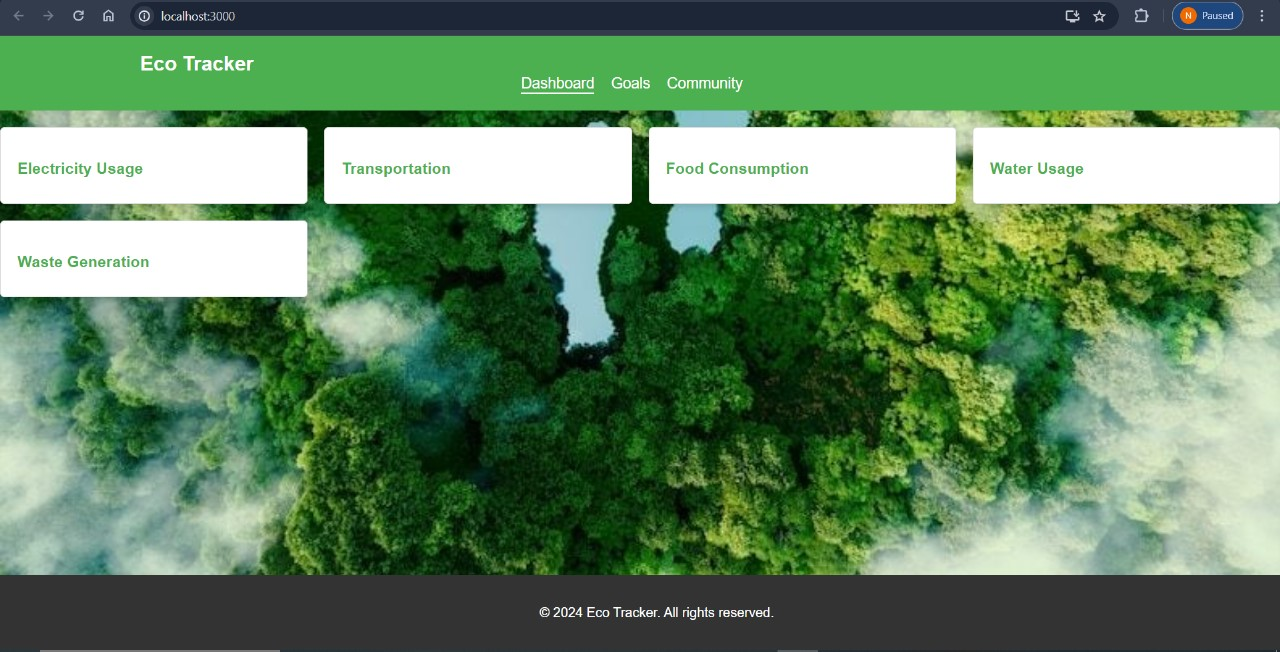 localhost:3000
N Paused
Eco Tracker
Dashboard Goals Community
Electricity Usage Transportation Food Consumption Water Usage
Waste Generation
© 2024 Eco Tracker. All rights reserved.